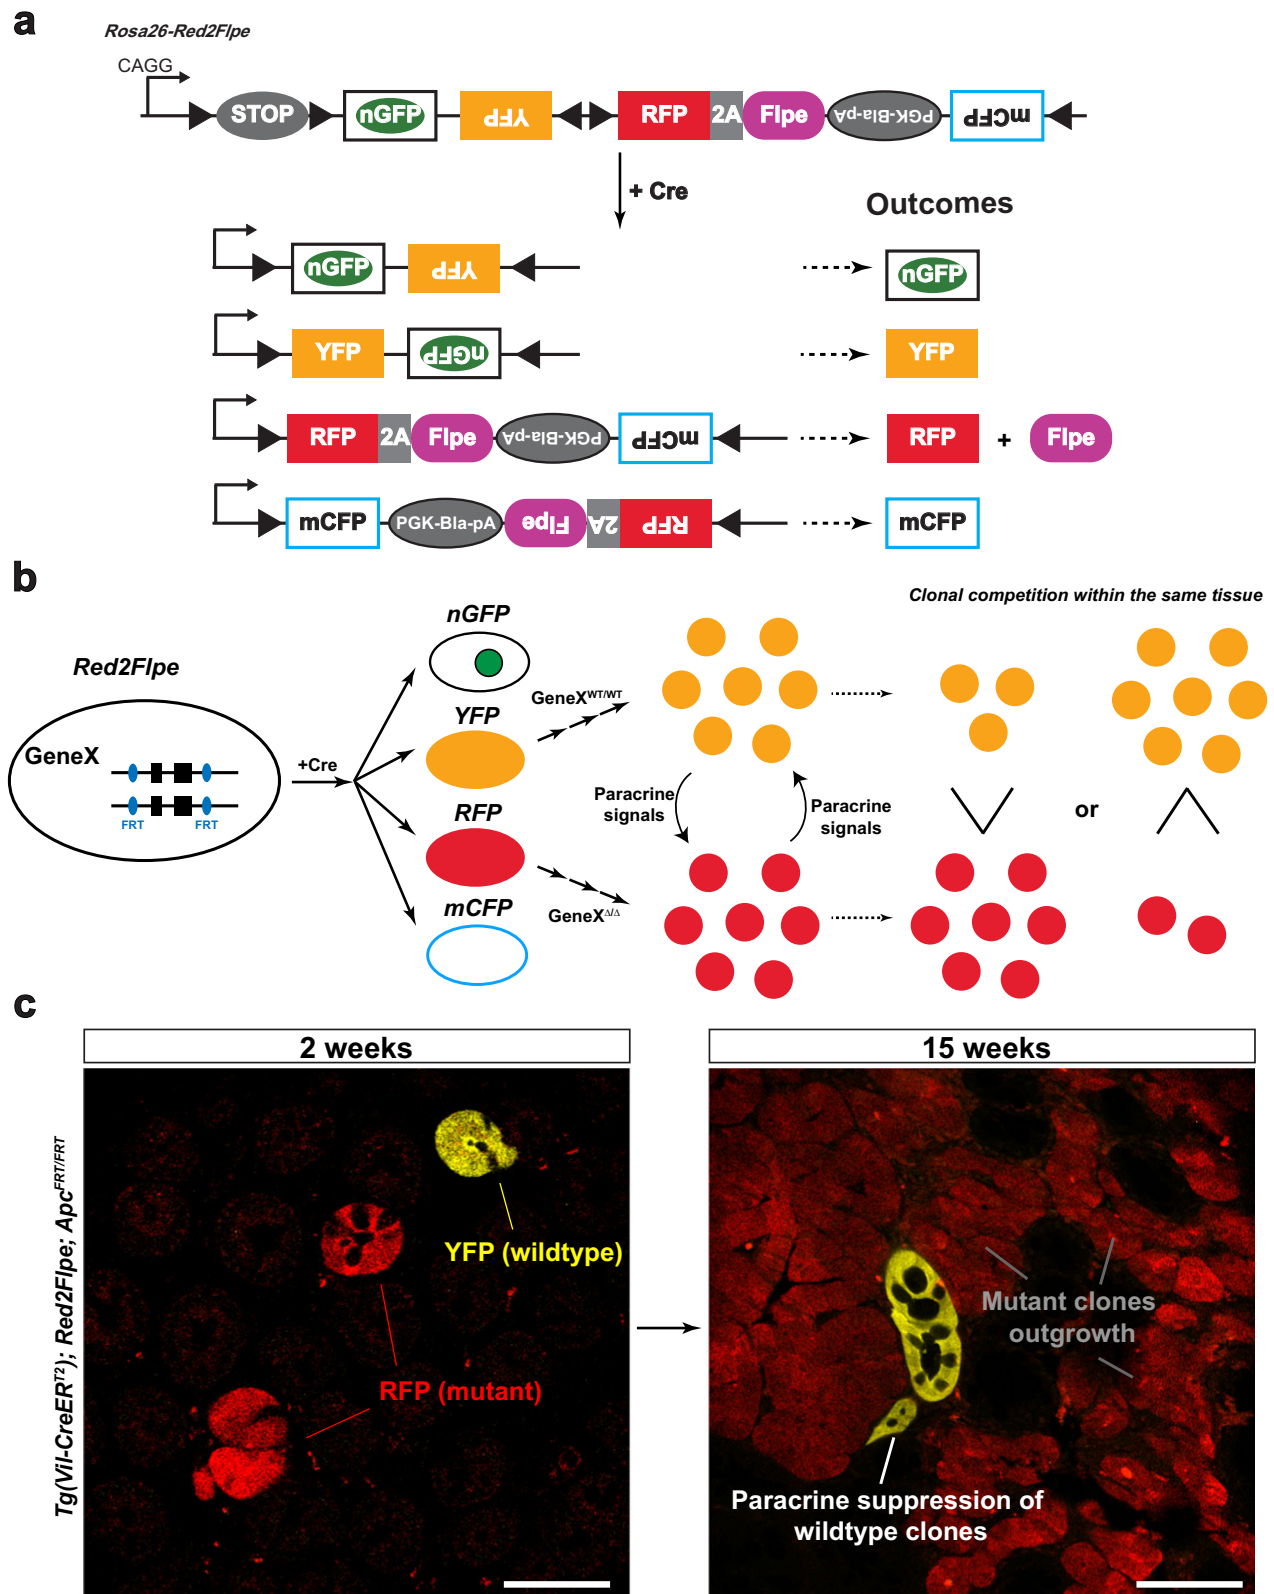 a
Rosa26-Red2Flpe
CAGG
STOP
nGFP
YFP
RFP
2A
Flpe
PGK-Bla-pA
mCFP
+ Cre
Outcomes
nGFP
YFP
nGFP
YFP
nGFP
YFP
RFP
2A
Flpe
PGK-Bla-pA
mCFP
RFP
+
Flpe
mCFP
PGK-Bla-pA
Flpe
2A
RFP
mCFP
b
Clonal competition within the same tissue
nGFP
Red2Flpe
GeneX
FRT
FRT
+Cre
YFP
GeneXWT/WT
RFP
GeneXΔ/Δ
mCFP
Paracrine
signals
Paracrine
signals
or
c
2 weeks
15 weeks
Tg(Vil-CreERT2); Red2Flpe; ApcFRT/FRT
YFP (wildtype)
RFP (mutant)
Mutant clones
outgrowth
Paracrine suppression of
wildtype clones